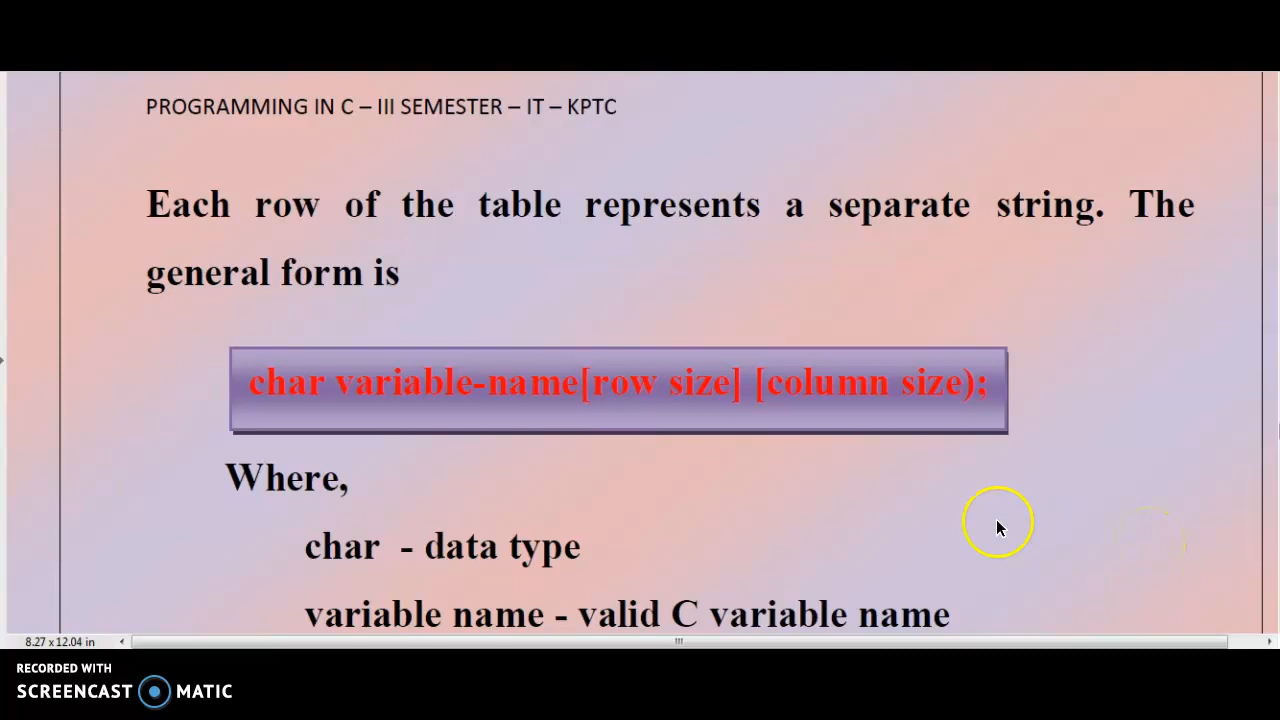 PROGRAMMING IN C – III SEMESTER – IT – KPTC
Each row of the table represents a separate string. The
general form is
char variable-name[row size] [column size);
Where,
char - data type
variable name - valid C variable name
8.27 x 12.04 in
RECORDED WITH
SCREENCAST MATIC